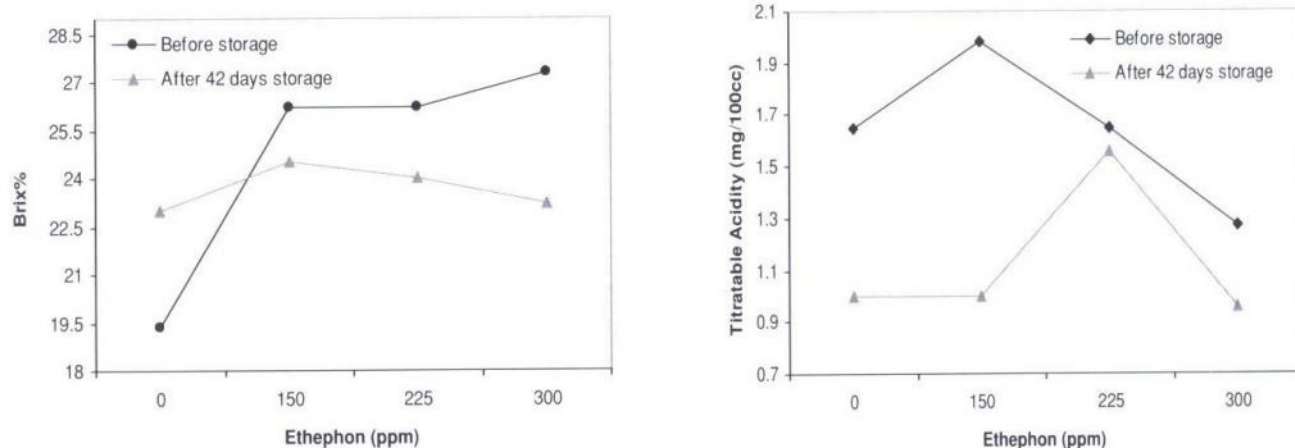 28.5
27
25.5
24
22.5
21
19.5
18
Brix%
Before storage
After 42 days storage
0 150 225 300
Ethephon (ppm)
2.1
1.9
1.7
1.5
1.3
1.1
0.9
0.7
Titratable Acidity (mg/100cc)
Before storage
After 42 days storage
0 150 225 300
Ethephon (ppm)